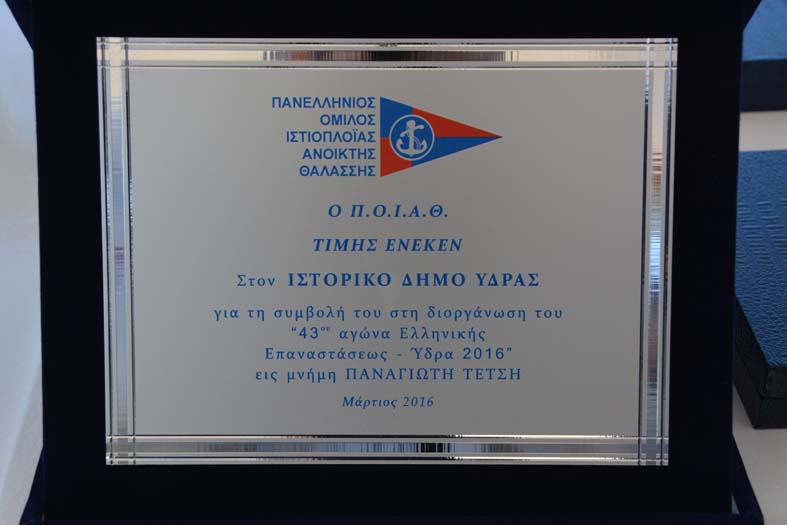 ΠΑΝΕΛΛΗΝΙΟΣ
ΟΜΙΛΟΣ
ΙΣΤΙΟΠΛΟΪΑΣ
ΑΝΟΙΚΤΗΣ
ΘΑΛΑΣΣΗΣ
Ο Π.Ο.Ι.Α.Θ.
ΤΙΜΗΣ ΕΝΕΚΕΝ
Στον ΙΣΤΟΡΙΚΟ ΔΗΜΟ ΥΔΡΑΣ
για τη συμβολή του στη διοργάνωση του
“43ου αγώνα Ελληνικής
Επαναστάσεως - Ύδρα 2016”
εις μνήμη ΠΑΝΑΓΙΩΤΗ ΤΕΤΣΗ
Μάρτιος 2016